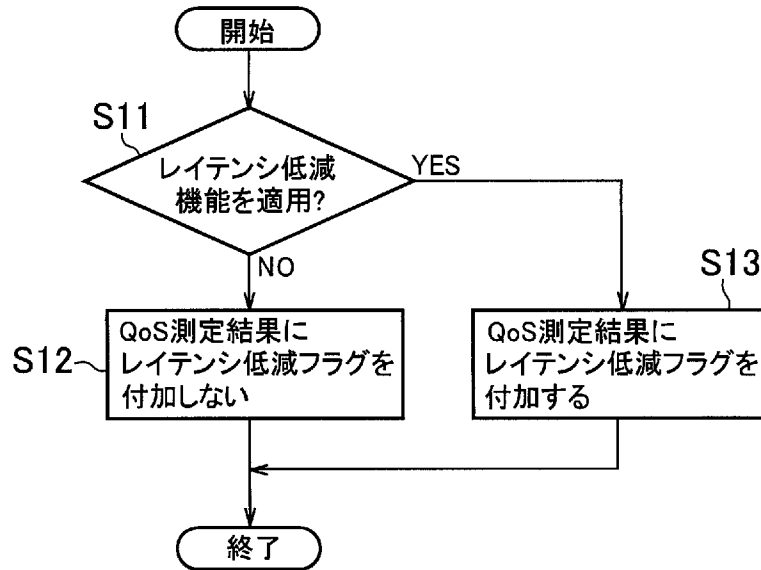 開始
S11
レイテンシ低減
機能を適用?
YES
NO
S12
QoS測定結果に
レイテンシ低減フラグを
付加しない
S13
QoS測定結果に
レイテンシ低減フラグを
付加する
終了